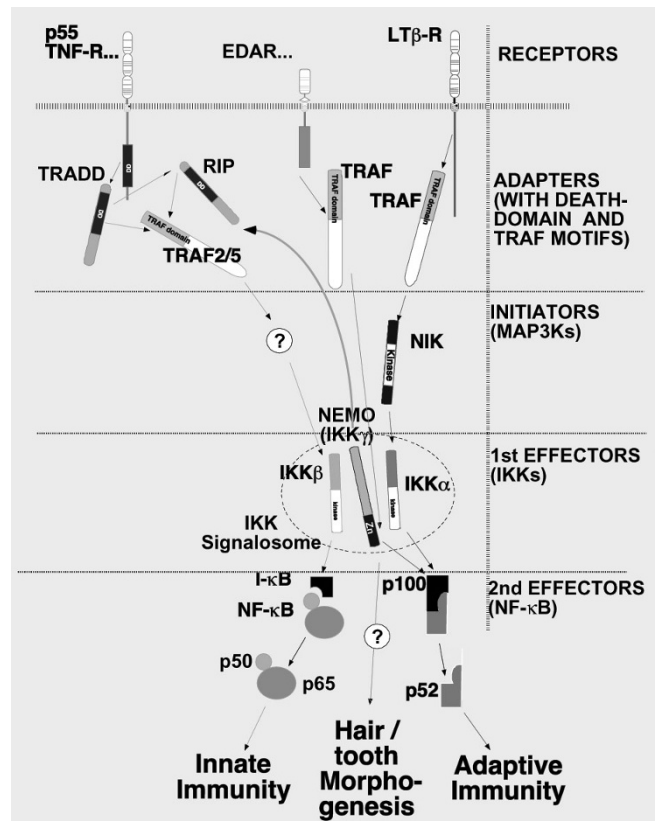 p55
TNF-R...
EDAR...
LTβ-R
RECEPTORS
TRADD
DD
DD
RIP
DD
TRAF domain
TRAF2/5
TRAF
TRAF domain
TRAF
TRAF domain
ADAPTERS
(WITH DEATH-
DOMAIN AND
TRAF MOTIFS)
?
NIK
Kinase
INITIATORS
(MAP3Ks)
NEMO
(IKKγ)
IKKβ
kinase
Zn
IKKα
kinase
1st EFFECTORS
(IKKs)
IKK
Signalosome
I-κB
NF-κB
p100
2nd EFFECTORS
(NF-κB)
?
p50
p65
p52
Innate
Immunity
Hair /
tooth
Morpho-
genesis
Adaptive
Immunity